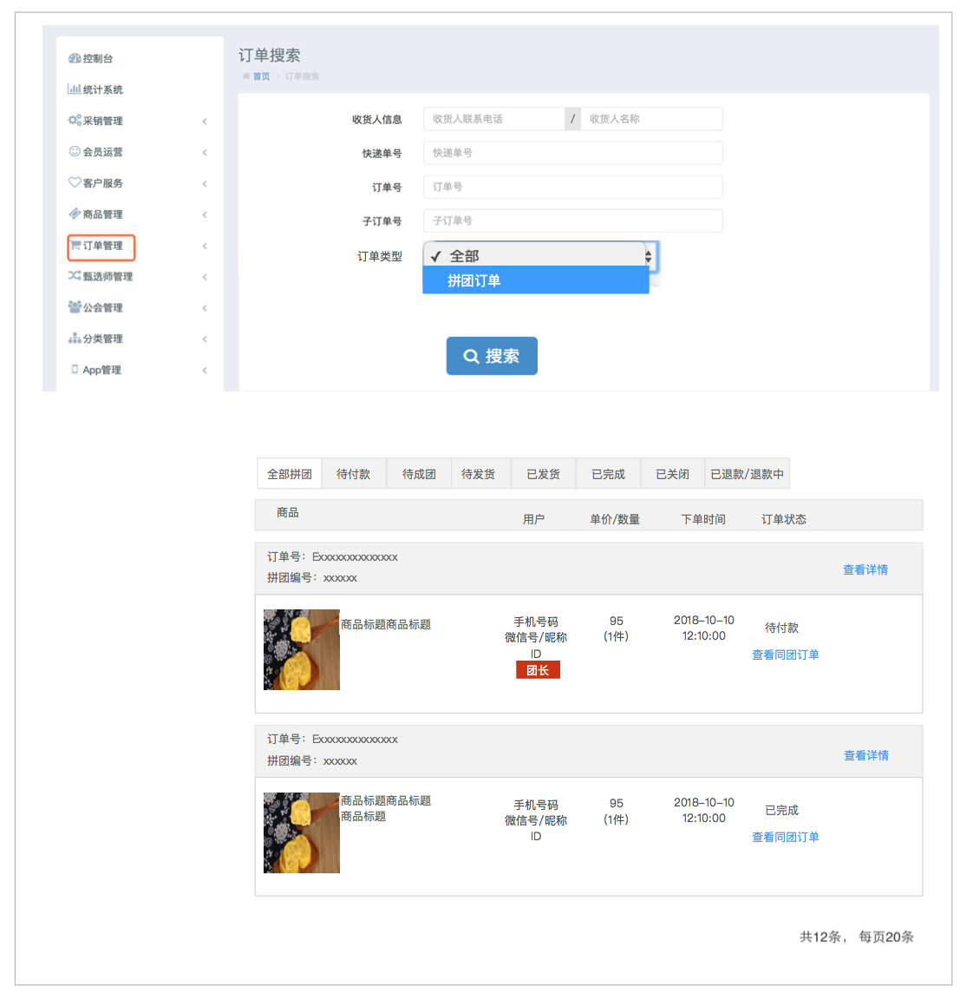 控制台
统计系统
采销管理
会员运营
客户服务
商品管理
订单管理
甄选师管理
公会管理
分类管理
App管理
订单搜索
首页 > 订单搜索
收货人信息 收货人联系电话 / 收货人名称
快递单号 快递单号
订单号 订单号
子订单号 子订单号
订单类型 ✓ 全部
拼团订单
搜索
全部拼团 待付款 待成团 待发货 已发货 已完成 已关闭 已退款/退款中
商品 用户 单价/数量 下单时间 订单状态
订单号：Exxxxxxxxxxxxxx
拼团编号：xxxxxx
查看详情
商品标题商品标题
手机号码
微信号/昵称
ID
团长
95
(1件)
2018-10-10
12:10:00
待付款
查看同团订单
订单号：Exxxxxxxxxxxxxx
拼团编号：xxxxxx
查看详情
商品标题商品标题
商品标题
手机号码
微信号/昵称
ID
95
(1件)
2018-10-10
12:10:00
已完成
查看同团订单
共12条， 每页20条